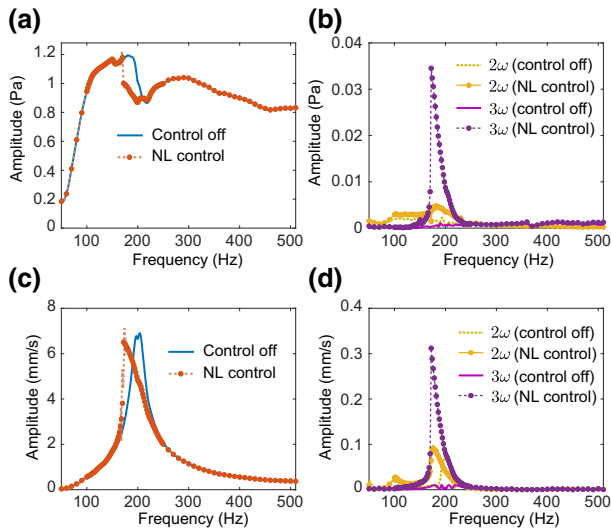 (a)
Amplitude (Pa)
1.4
1.2
1
0.8
0.6
0.4
0.2
0
Control off
NL control
100 200 300 400 500
Frequency (Hz)
(b)
Amplitude (Pa)
0.04
0.03
0.02
0.01
0
2ω (control off)
2ω (NL control)
3ω (control off)
3ω (NL control)
100 200 300 400 500
Frequency (Hz)
(c)
Amplitude (mm/s)
8
6
4
2
0
Control off
NL control
100 200 300 400 500
Frequency (Hz)
(d)
Amplitude (mm/s)
0.4
0.3
0.2
0.1
0
2ω (control off)
2ω (NL control)
3ω (control off)
3ω (NL control)
100 200 300 400 500
Frequency (Hz)